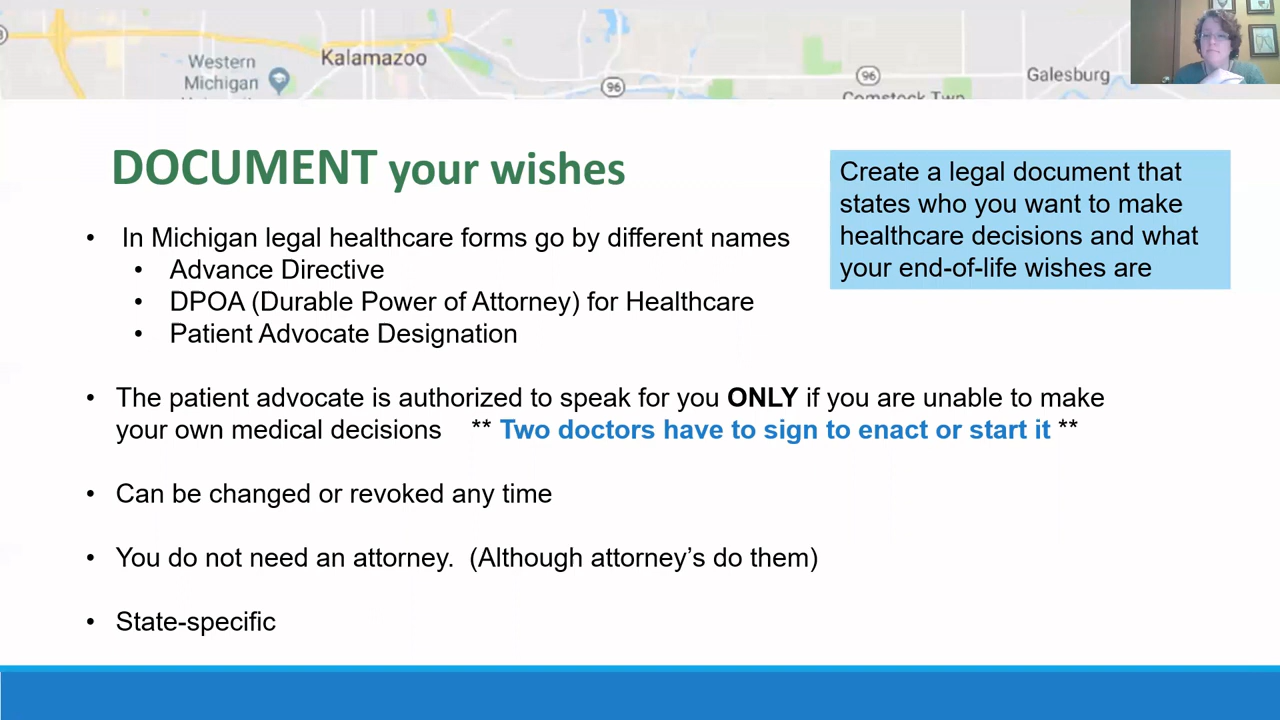 Western
Michigan
Kalamazoo
96
96
Galesburg
Comstock Twp
DOCUMENT your wishes
Create a legal document that
states who you want to make
healthcare decisions and what
your end-of-life wishes are
• In Michigan legal healthcare forms go by different names
• Advance Directive
• DPOA (Durable Power of Attorney) for Healthcare
• Patient Advocate Designation
• The patient advocate is authorized to speak for you ONLY if you are unable to make
your own medical decisions ** Two doctors have to sign to enact or start it **
• Can be changed or revoked any time
• You do not need an attorney. (Although attorney’s do them)
• State-specific